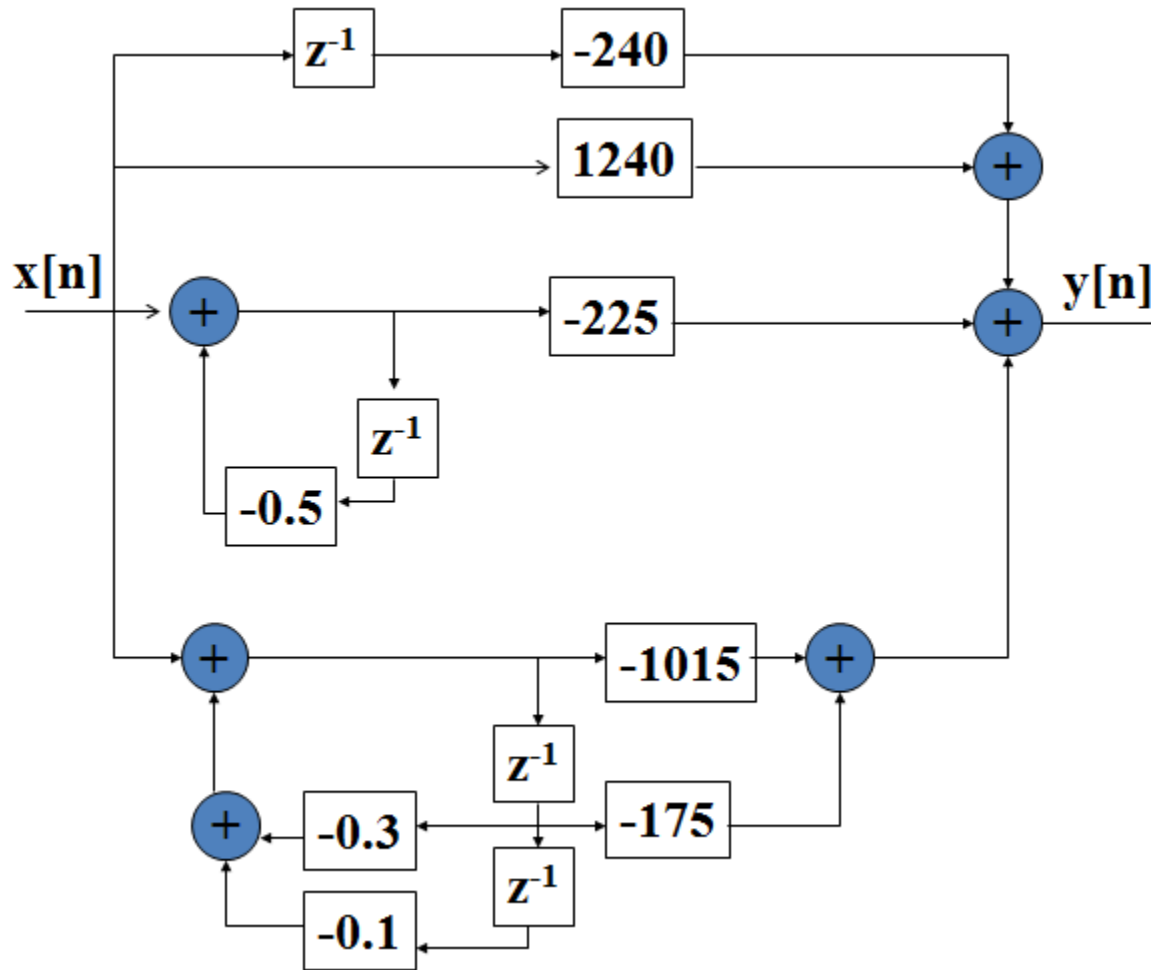 z⁻¹
-240
+
1240
x[n]
+
-225
+
y[n]
z⁻¹
-0.5
+
-1015
+
z⁻¹
+
-0.3
-175
z⁻¹
-0.1